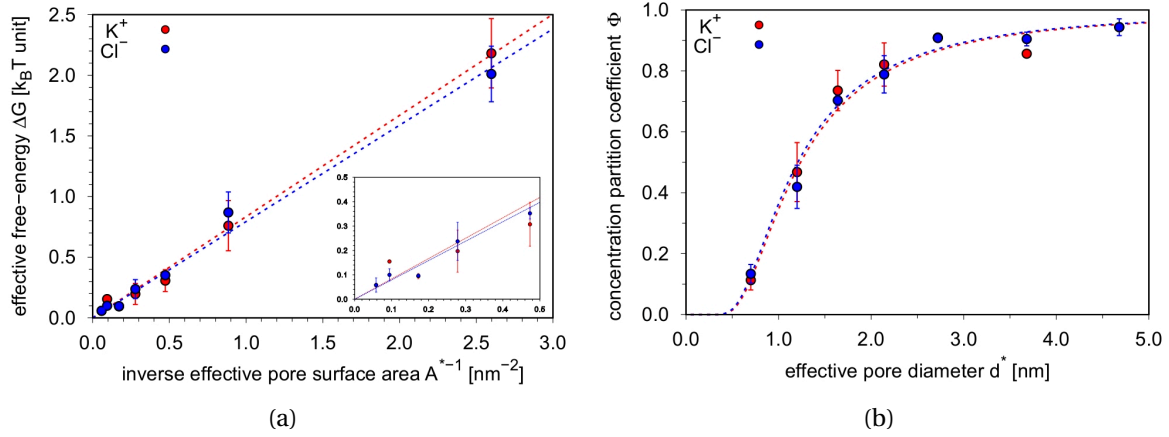 2.5
2.0
1.5
1.0
0.5
0.0
effective free-energy ΔG [k_BT unit]
K⁺
Cl⁻
0.5
0.4
0.3
0.2
0.1
0.0
0.0 0.1 0.2 0.3 0.4 0.5
0.0 0.5 1.0 1.5 2.0 2.5 3.0
inverse effective pore surface area A*⁻¹ [nm⁻²]
(a)
1.0
0.8
0.6
0.4
0.2
0.0
concentration partition coefficient Φ
K⁺
Cl⁻
0.0 1.0 2.0 3.0 4.0 5.0
effective pore diameter d* [nm]
(b)